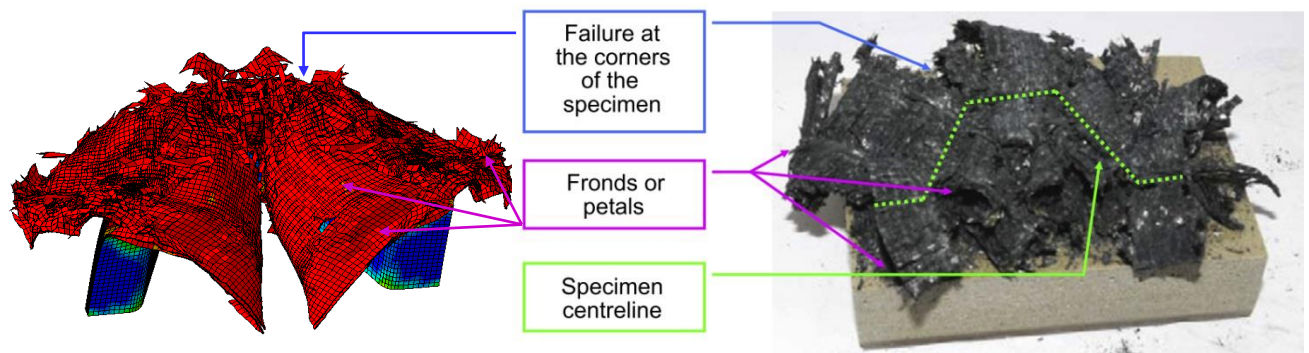 Failure at
the corners
of the
specimen
Fronds or
petals
Specimen
centreline